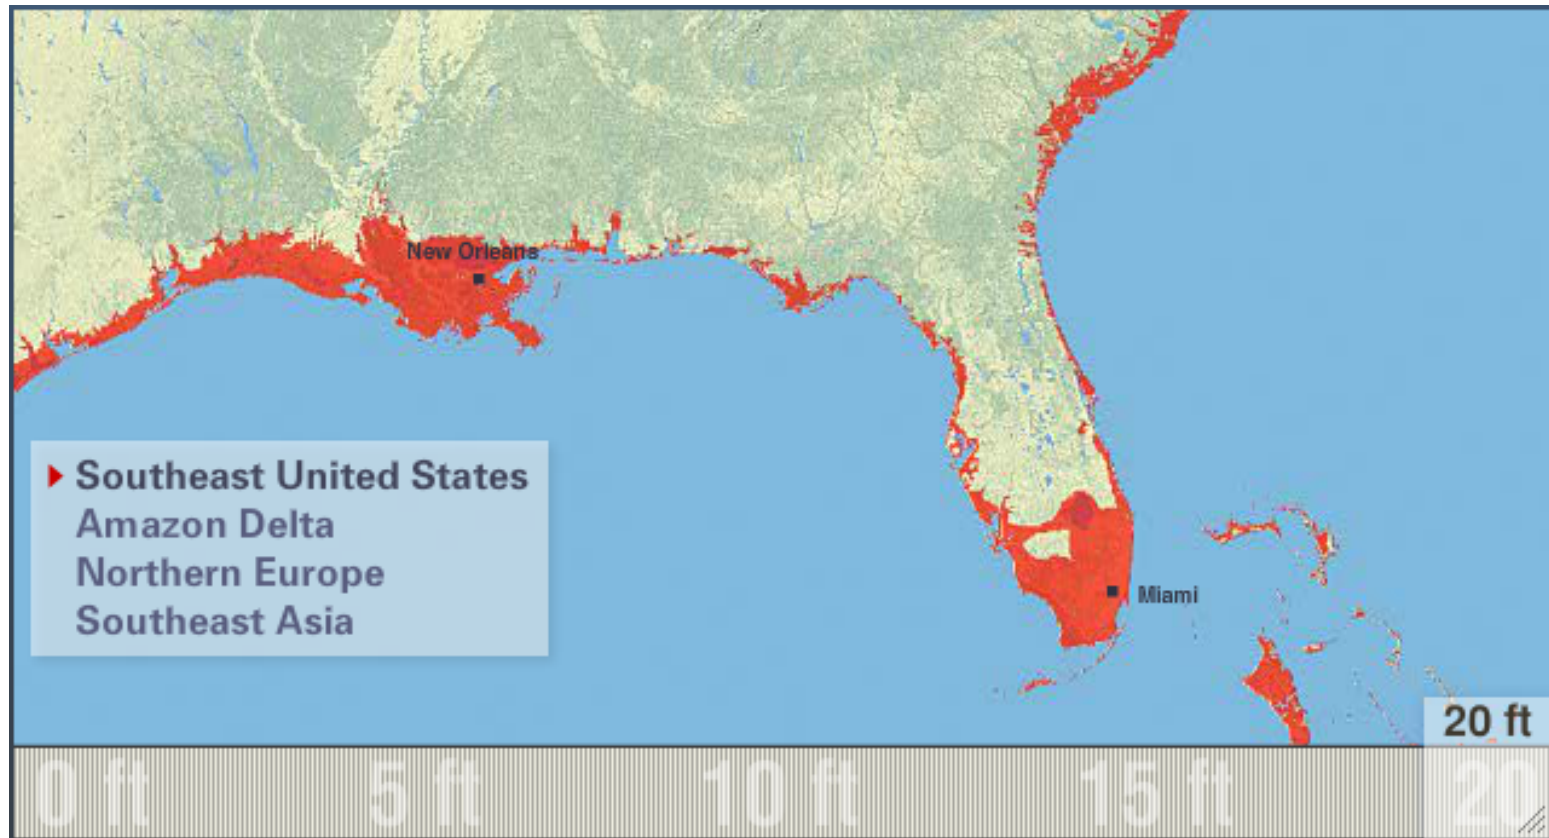 New Orleans
Southeast United States
Amazon Delta
Northern Europe
Southeast Asia
Miami
20 ft
0 ft
5 ft
10 ft
15 ft
20